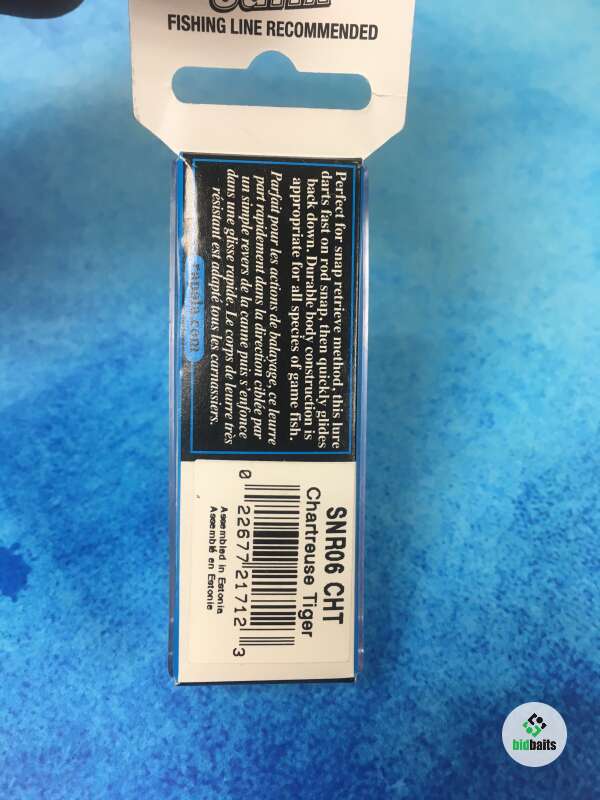 FISHING LINE RECOMMENDED
Perfect for snap retrieve method, this lure
darts fast on rod snap, then quickly glides
back down. Durable body construction is
appropriate for all species of game fish.
Parfait pour les actions de balayage, ce leurre
part rapidement dans la direction ciblée par
un simple revers de la canne puis s'enfonce
dans une glisse rapide. Le corps de leurre très
résistant est adapté tous les carnassiers.
rapala.com
SNR06 CHT
Chartreuse Tiger
0 22677 21712 3
Assembled in Estonia
Assemblé en Estonie
bidbaits